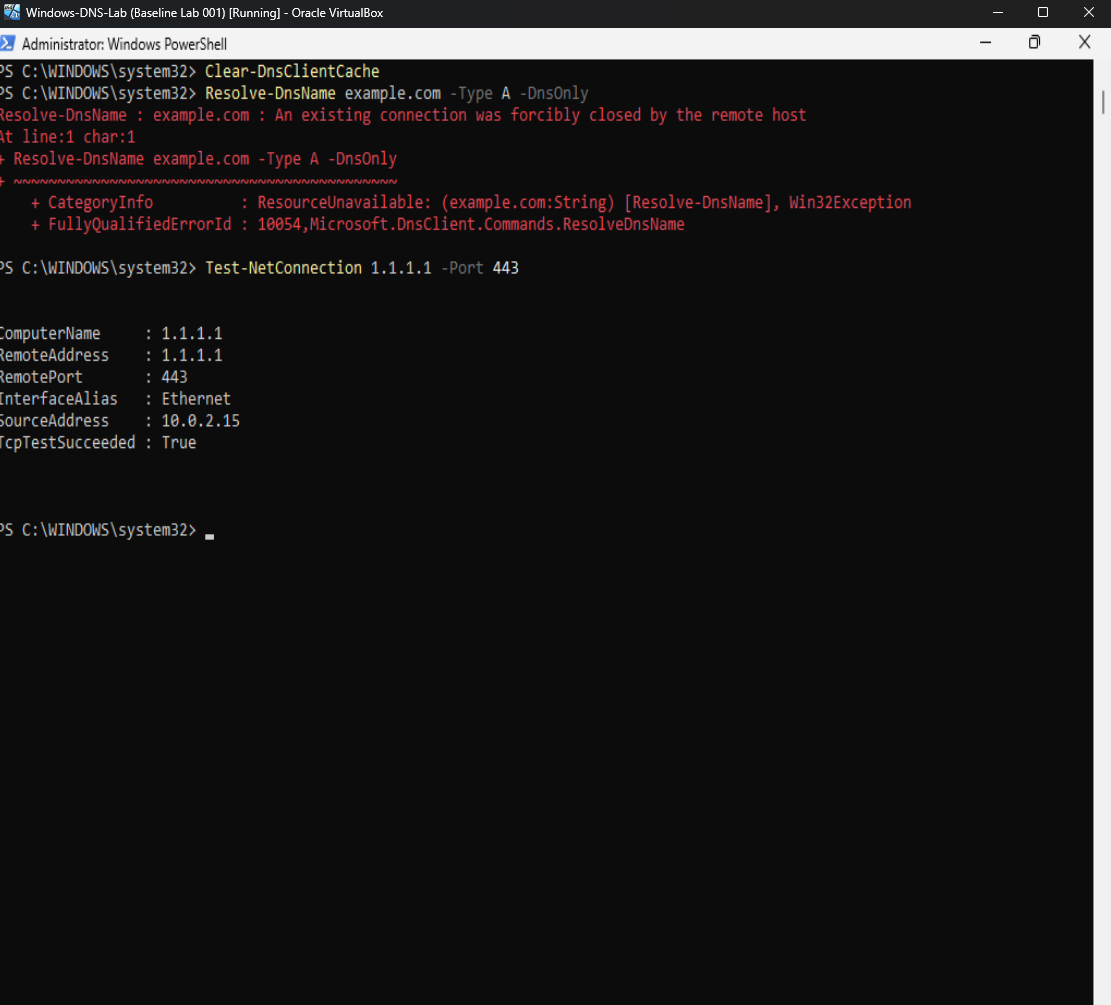 Windows-DNS-Lab (Baseline Lab 001) [Running] - Oracle VirtualBox
Administrator: Windows PowerShell
PS C:\WINDOWS\system32> Clear-DnsClientCache
PS C:\WINDOWS\system32> Resolve-DnsName example.com -Type A -DnsOnly
Resolve-DnsName : example.com : An existing connection was forcibly closed by the remote host
At line:1 char:1
+ Resolve-DnsName example.com -Type A -DnsOnly
+ ~~~~~~~~~~~~~~~~~~~~~~~~~~~~~~~~~~~~~~~~~~~~
+ CategoryInfo          : ResourceUnavailable: (example.com:String) [Resolve-DnsName], Win32Exception
+ FullyQualifiedErrorId : 10054,Microsoft.DnsClient.Commands.ResolveDnsName
PS C:\WINDOWS\system32> Test-NetConnection 1.1.1.1 -Port 443
ComputerName     : 1.1.1.1
RemoteAddress    : 1.1.1.1
RemotePort       : 443
InterfaceAlias   : Ethernet
SourceAddress    : 10.0.2.15
TcpTestSucceeded : True
PS C:\WINDOWS\system32>